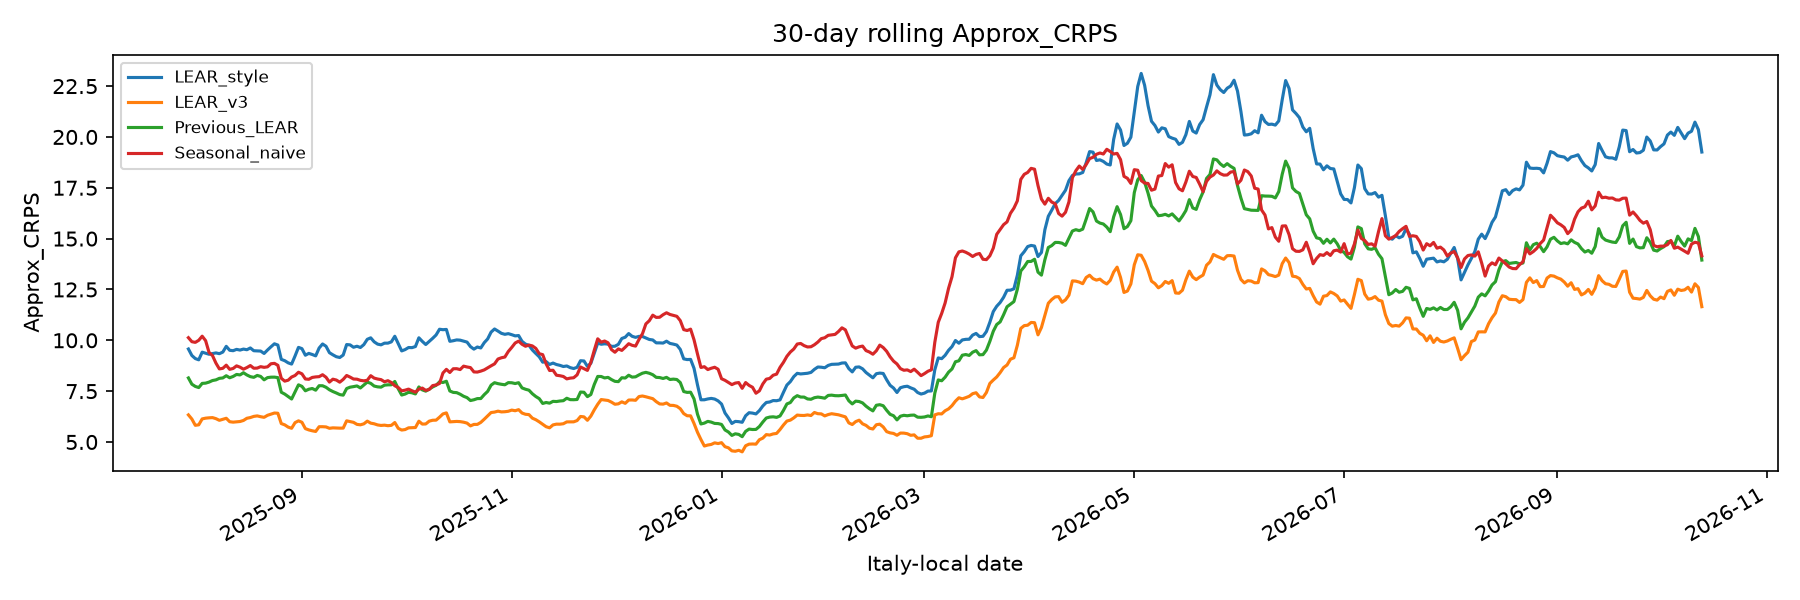 30-day rolling Approx_CRPS
LEAR_style
LEAR_v3
Previous_LEAR
Seasonal_naive
22.5
20.0
17.5
15.0
12.5
10.0
7.5
5.0
Approx_CRPS
2025-09
2025-11
2026-01
2026-03
2026-05
2026-07
2026-09
2026-11
Italy-local date